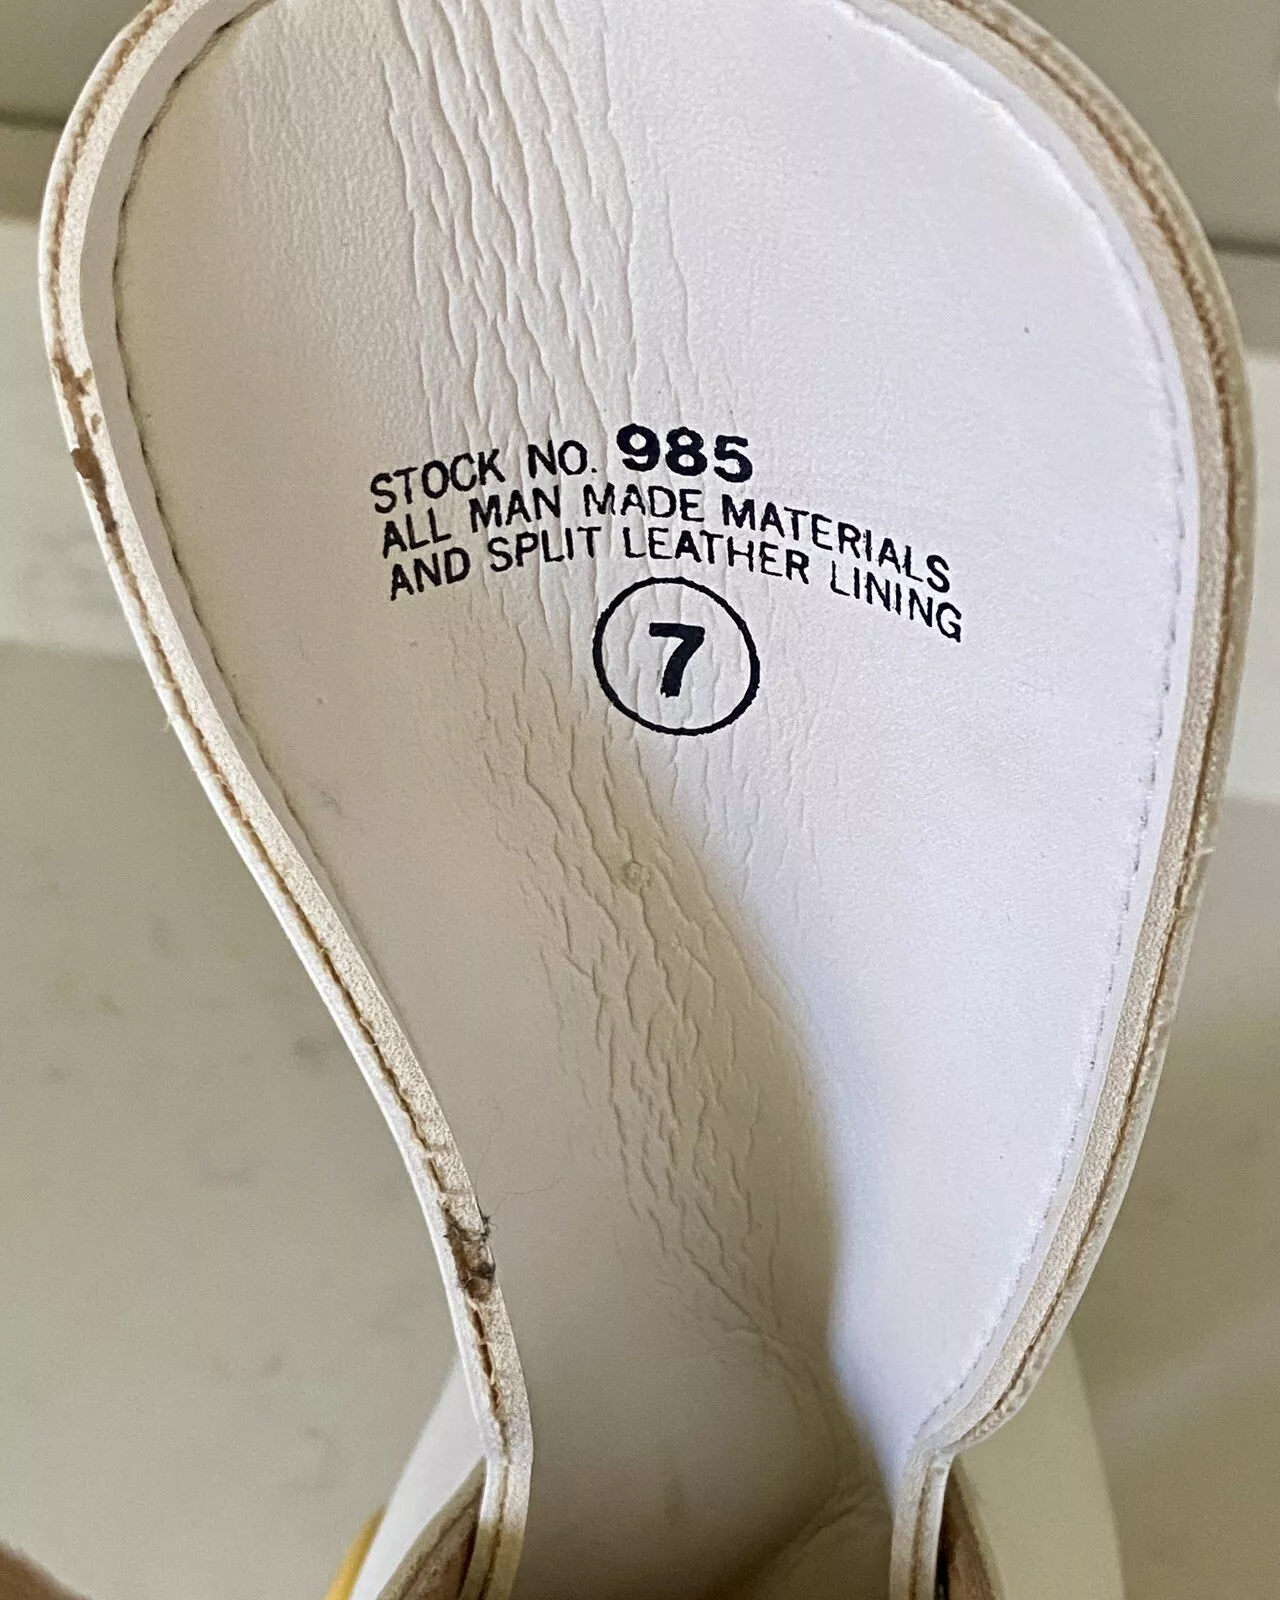 STOCK NO. 985
ALL MAN MADE MATERIALS
AND SPLIT LEATHER LINING
7